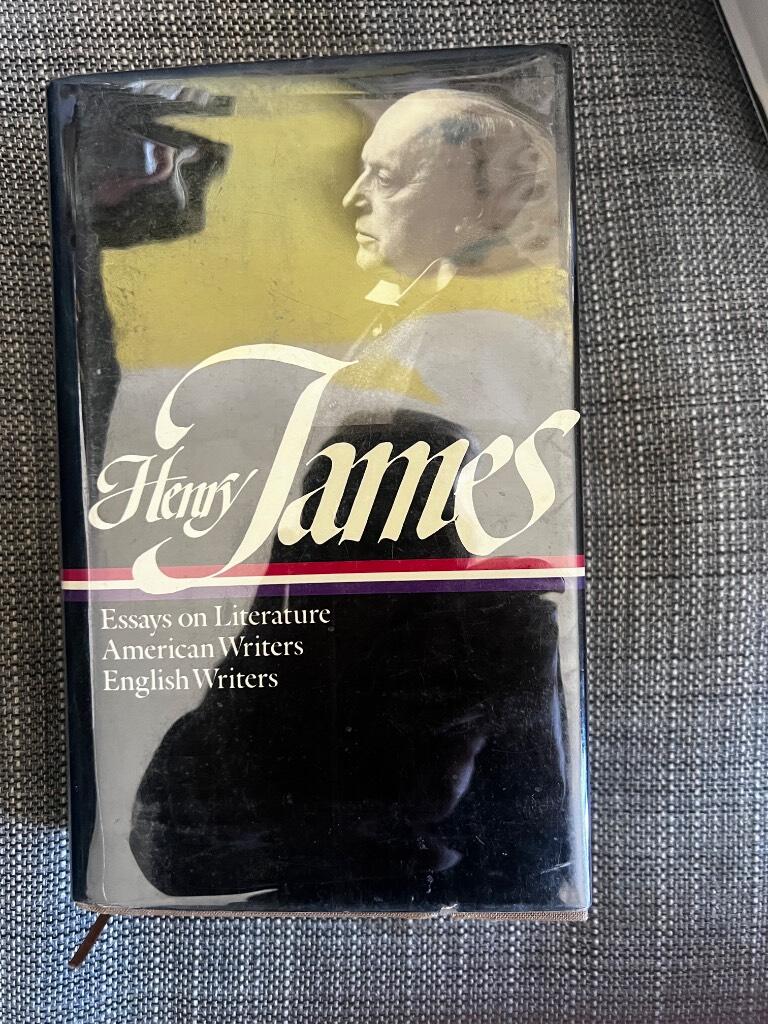 Henry James
Essays on Literature
American Writers
English Writers